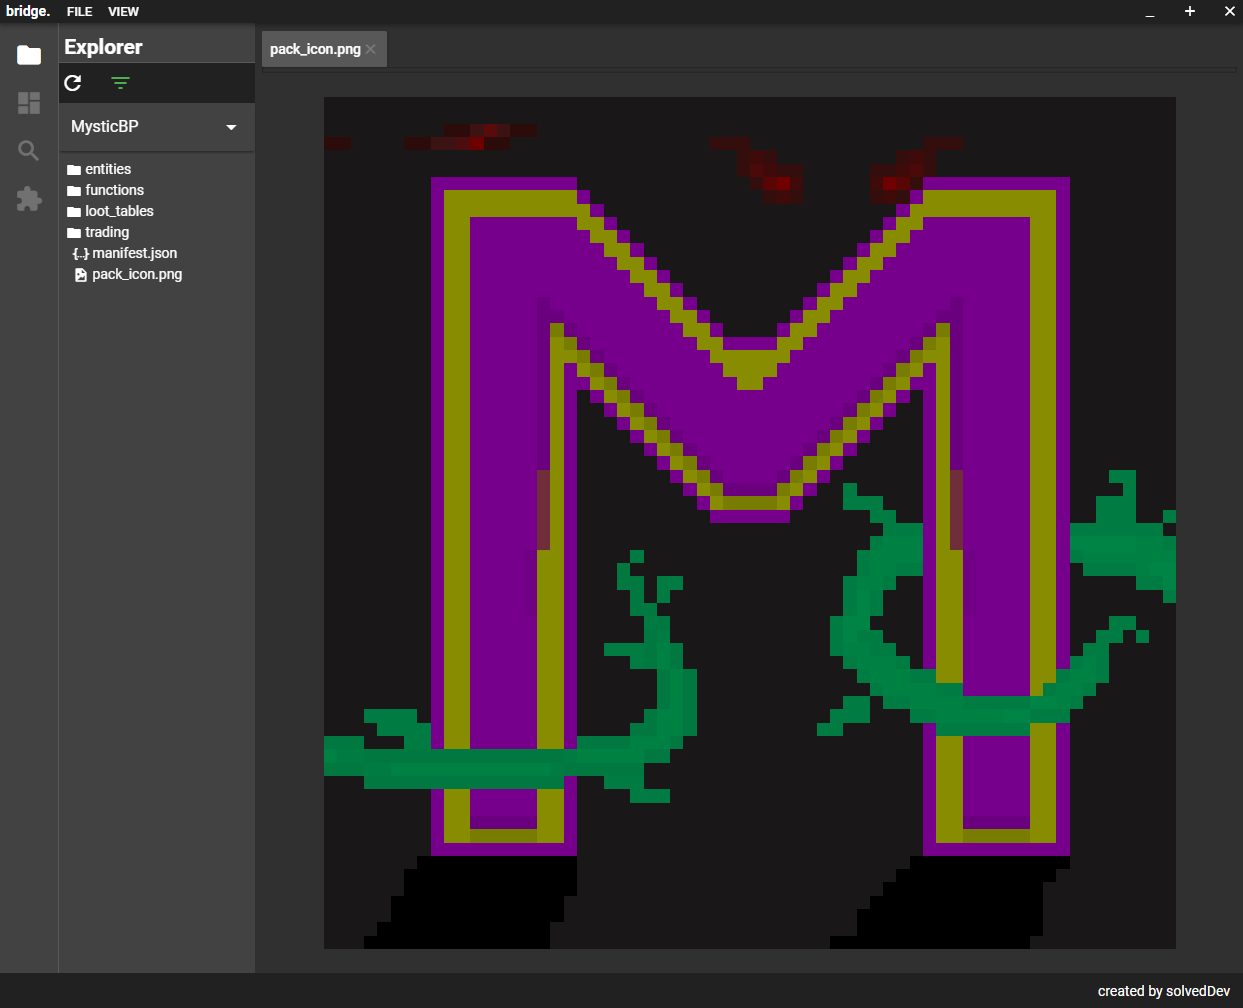 bridge. FILE VIEW
Explorer
pack_icon.png
MysticBP
entities
functions
loot_tables
trading
{..} manifest.json
pack_icon.png
M
created by solvedDev